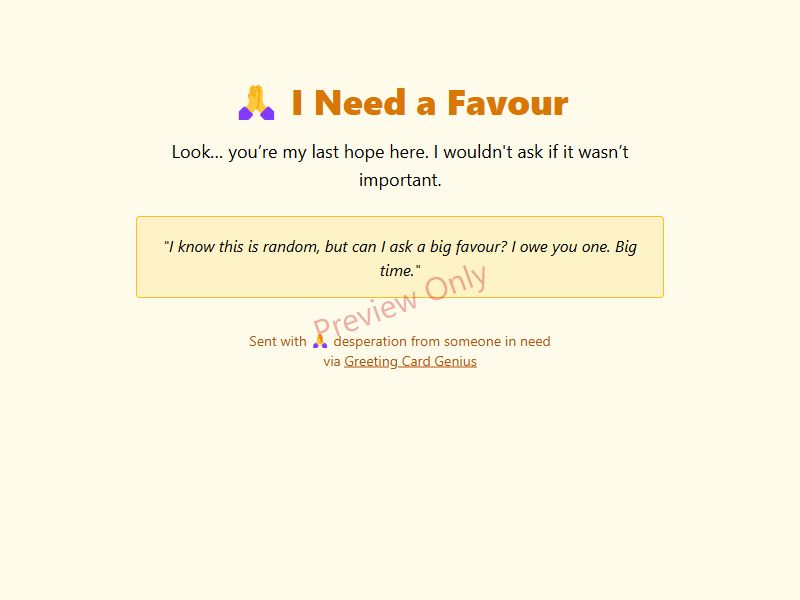 🙏 I Need a Favour
Look... you’re my last hope here. I wouldn't ask if it wasn’t
important.
"I know this is random, but can I ask a big favour? I owe you one. Big
time."
Preview Only
Sent with 🙏 desperation from someone in need
via Greeting Card Genius